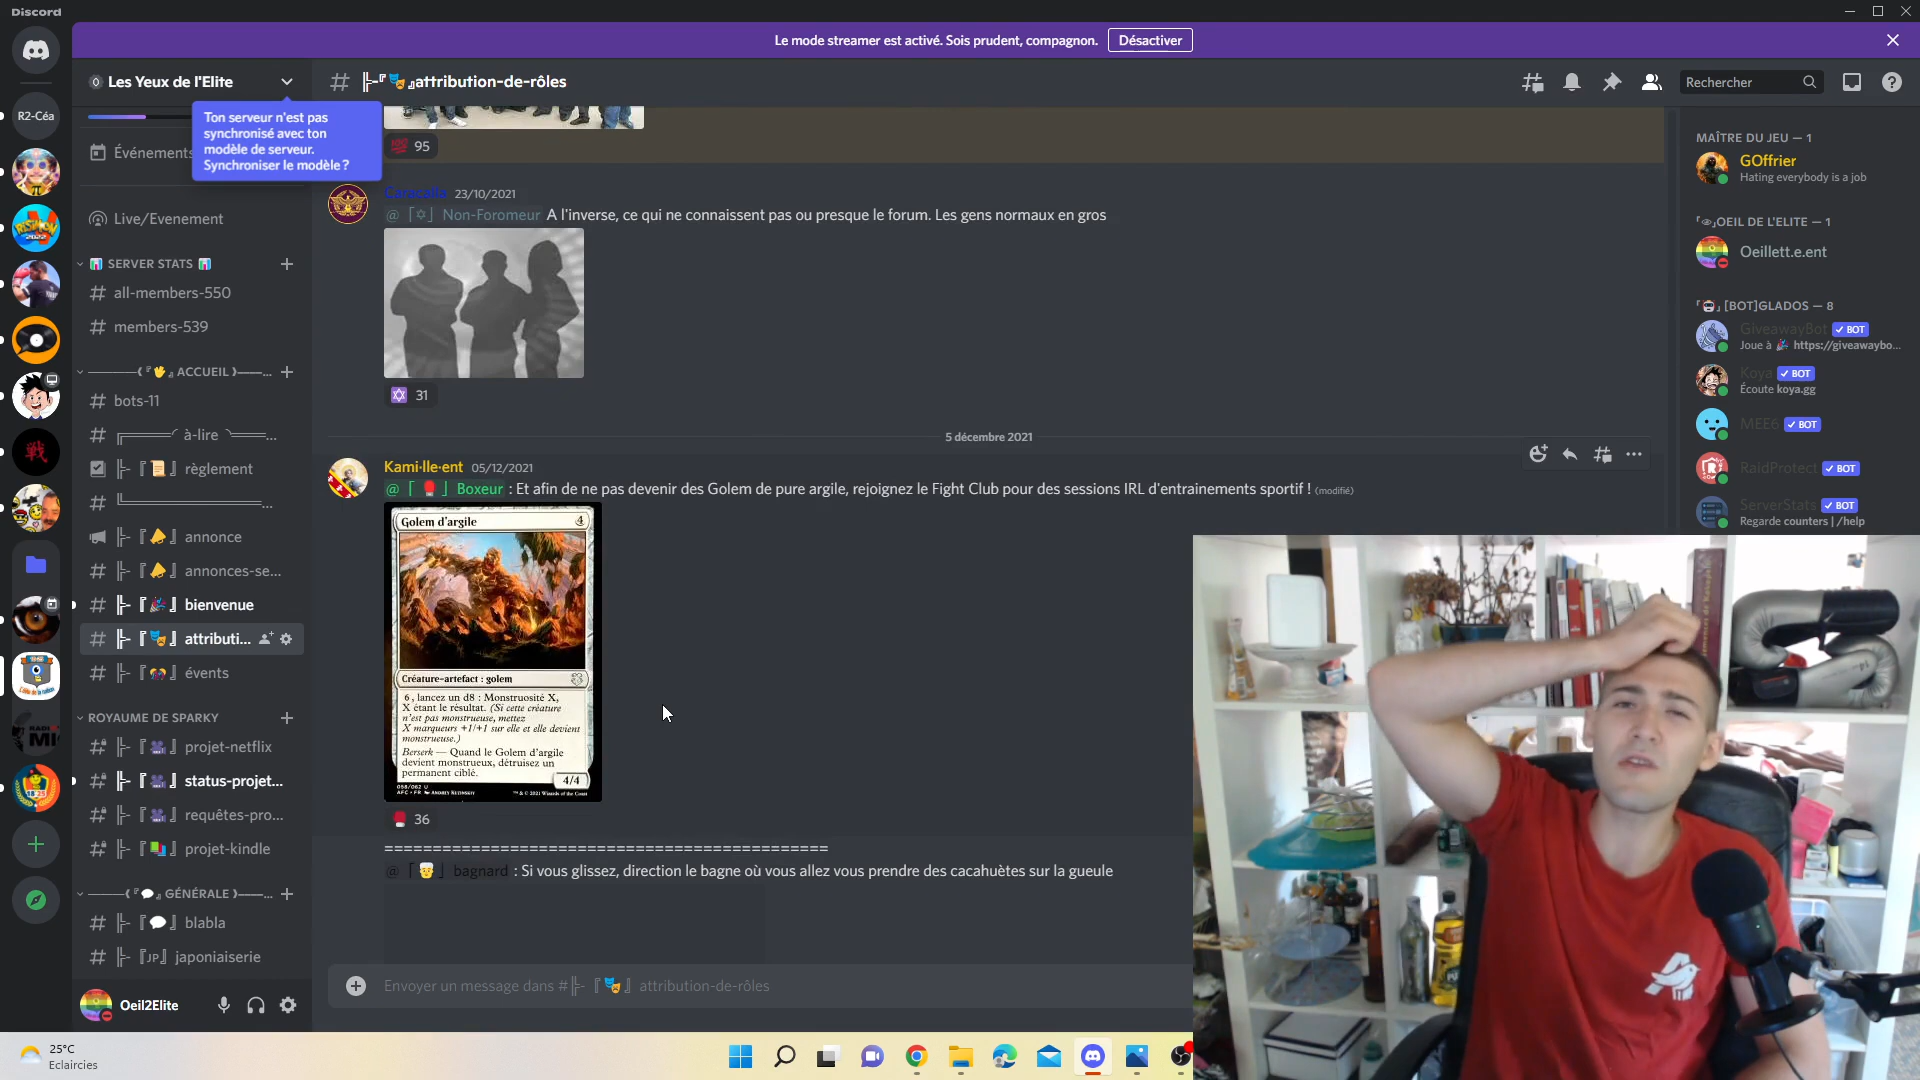 Discord
Le mode streamer est activé. Sois prudent, compagnon.
Désactiver
Les Yeux de l'Elite
Ton serveur n'est pas
synchronisé avec ton
modèle de serveur.
Synchroniser le modèle ?
R2-Céa
Événements
Live/Evenement
SERVER STATS
all-members-550
members-539
ACCUEIL
bots-11
à-lire
règlement
annonce
annonces-se...
bienvenue
attributi...
évents
ROYAUME DE SPARKY
projet-netflix
status-projet...
requêtes-pro...
projet-kindle
GÉNÉRALE
blabla
『JP』 japoniaiserie
Oeil2Elite
attribution-de-rôles
Rechercher
95
Caracalla 23/10/2021
@ [✡] Non-Foromeur A l'inverse, ce qui ne connaissent pas ou presque le forum. Les gens normaux en gros
31
5 décembre 2021
Kami·lle·ent 05/12/2021
@ 「🥊」 Boxeur : Et afin de ne pas devenir des Golem de pure argile, rejoignez le Fight Club pour des sessions IRL d'entrainements sportif ! (modifié)
Golem d'argile 4
Créature-artefact : golem
6, lancez un d8 : Monstruosité X,
X étant le résultat. (Si cette créature
n'est pas monstrueuse, mettez
X marqueurs +1/+1 sur elle et elle devient
monstrueuse.)
Berserk — Quand le Golem d'argile
devient monstrueux, détruisez un
permanent ciblé.
4/4
36
==============================================
@ bagnard : Si vous glissez, direction le bagne où vous allez vous prendre des cacahuètes sur la gueule
Envoyer un message dans # attribution-de-rôles
MAÎTRE DU JEU — 1
GOffrier
Hating everybody is a job
OEIL DE L'ELITE — 1
Oeillett.e.ent
[BOT]GLADOS — 8
GiveawayBot ✓ BOT
Joue à 🎉 https://giveawaybo...
Koya ✓ BOT
Écoute koya.gg
MEE6 ✓ BOT
RaidProtect ✓ BOT
ServerStats ✓ BOT
Regarde counters | /help
25°C
Eclaircies